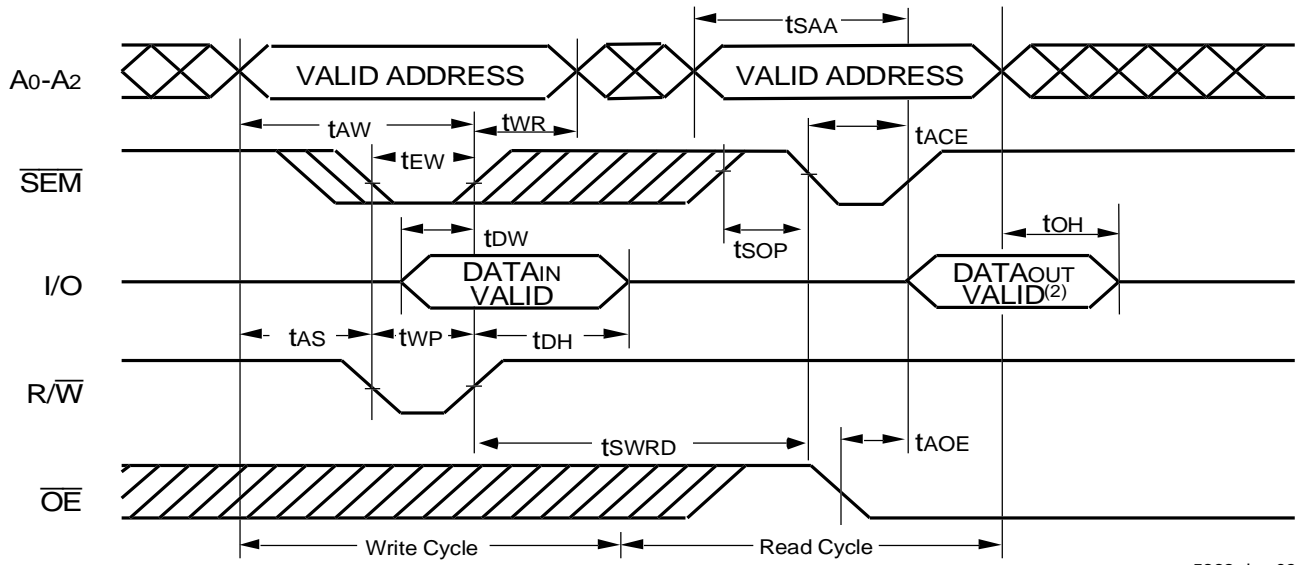 tSAA
A0-A2
VALID ADDRESS
VALID ADDRESS
tAW
tWR
tACE
tEW
SEM
tDW
tSOP
tOH
I/O
DATAIN
VALID
DATAOUT
VALID(2)
tAS
tWP
tDH
R/W
tSWRD
tAOE
OE
Write Cycle
Read Cycle